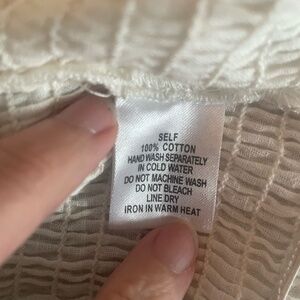 SELF
100% COTTON
HAND WASH SEPARATELY
IN COLD WATER
DO NOT MACHINE WASH
DO NOT BLEACH
LINE DRY
IRON IN WARM HEAT